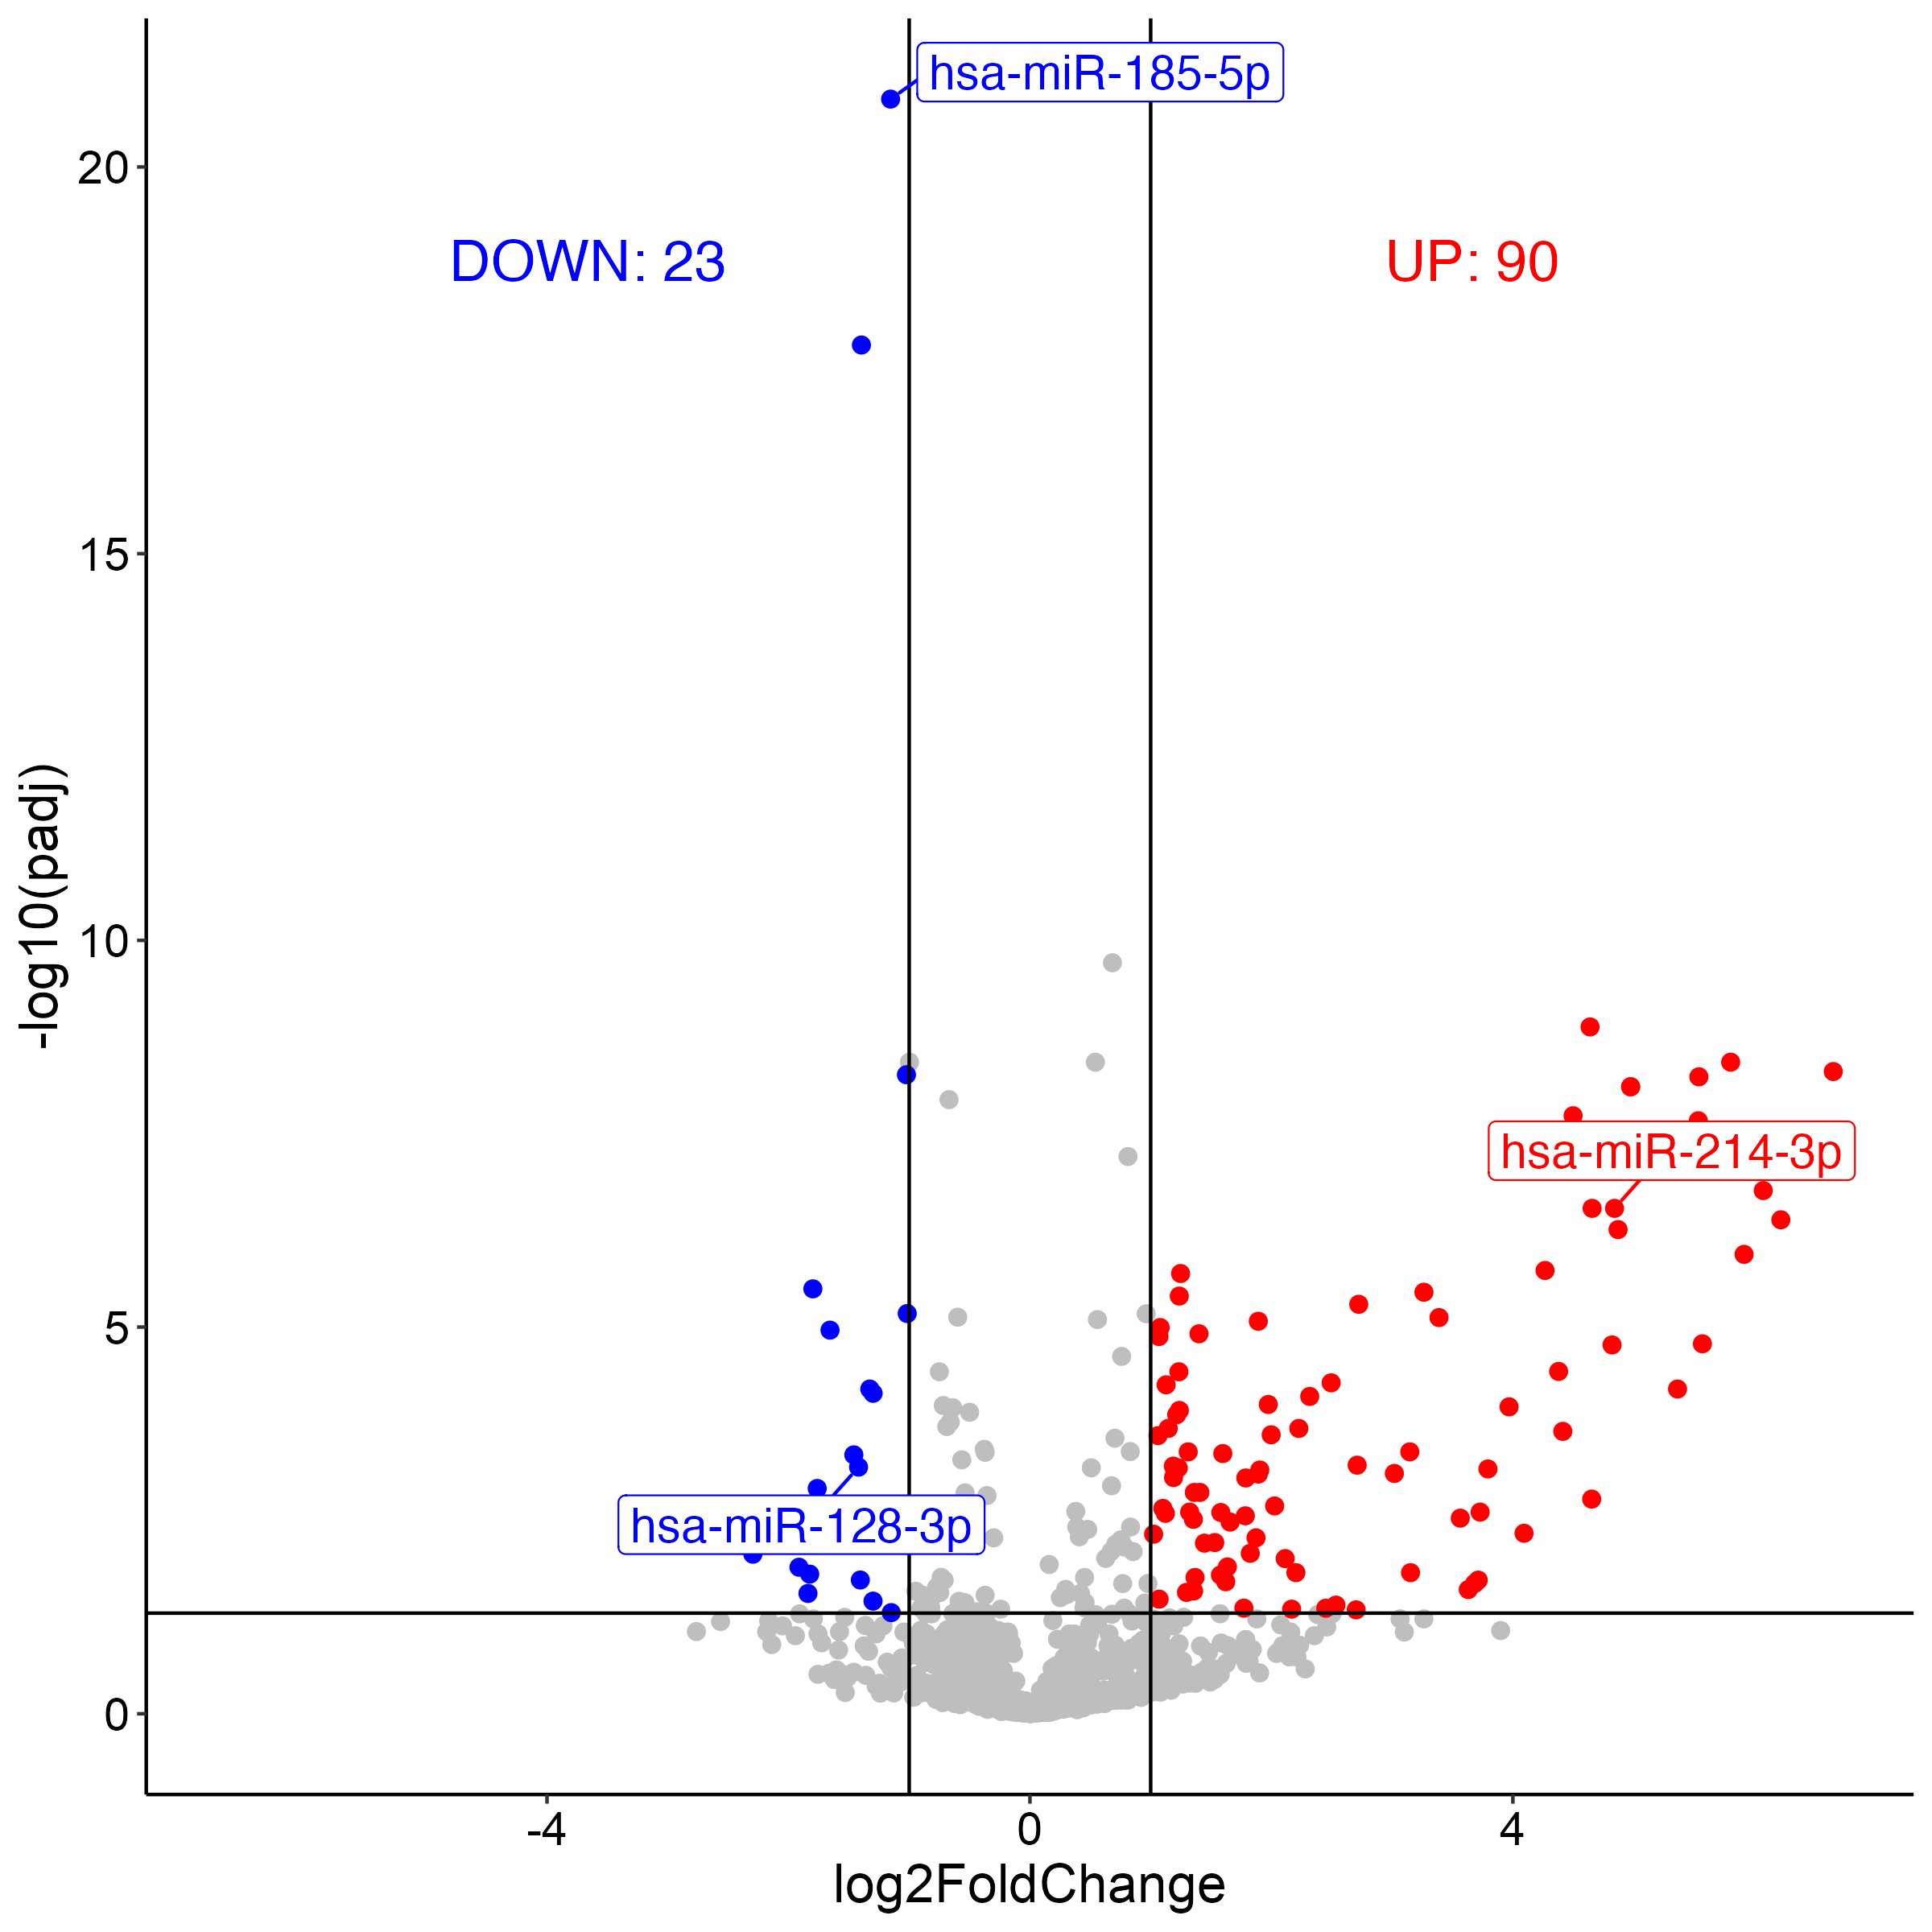 hsa-miR-185-5p
20
DOWN: 23
UP: 90
15
-log10(padj)
10
hsa-miR-214-3p
5
hsa-miR-128-3p
0
-4
0
4
log2FoldChange